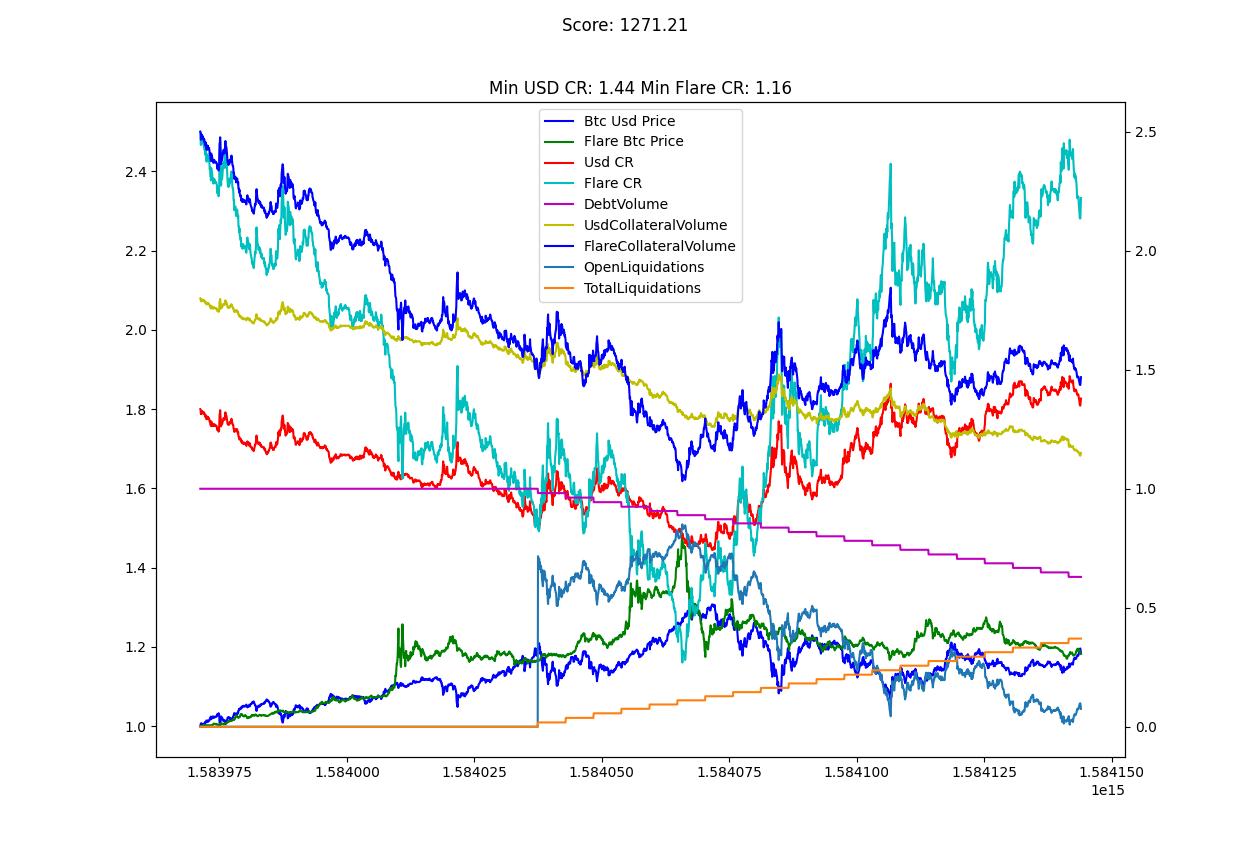 Score: 1271.21
Min USD CR: 1.44 Min Flare CR: 1.16
Btc Usd Price
Flare Btc Price
Usd CR
Flare CR
DebtVolume
UsdCollateralVolume
FlareCollateralVolume
OpenLiquidations
TotalLiquidations
2.4
2.2
2.0
1.8
1.6
1.4
1.2
1.0
2.5
2.0
1.5
1.0
0.5
0.0
1.583975 1.584000 1.584025 1.584050 1.584075 1.584100 1.584125 1.584150
1e15